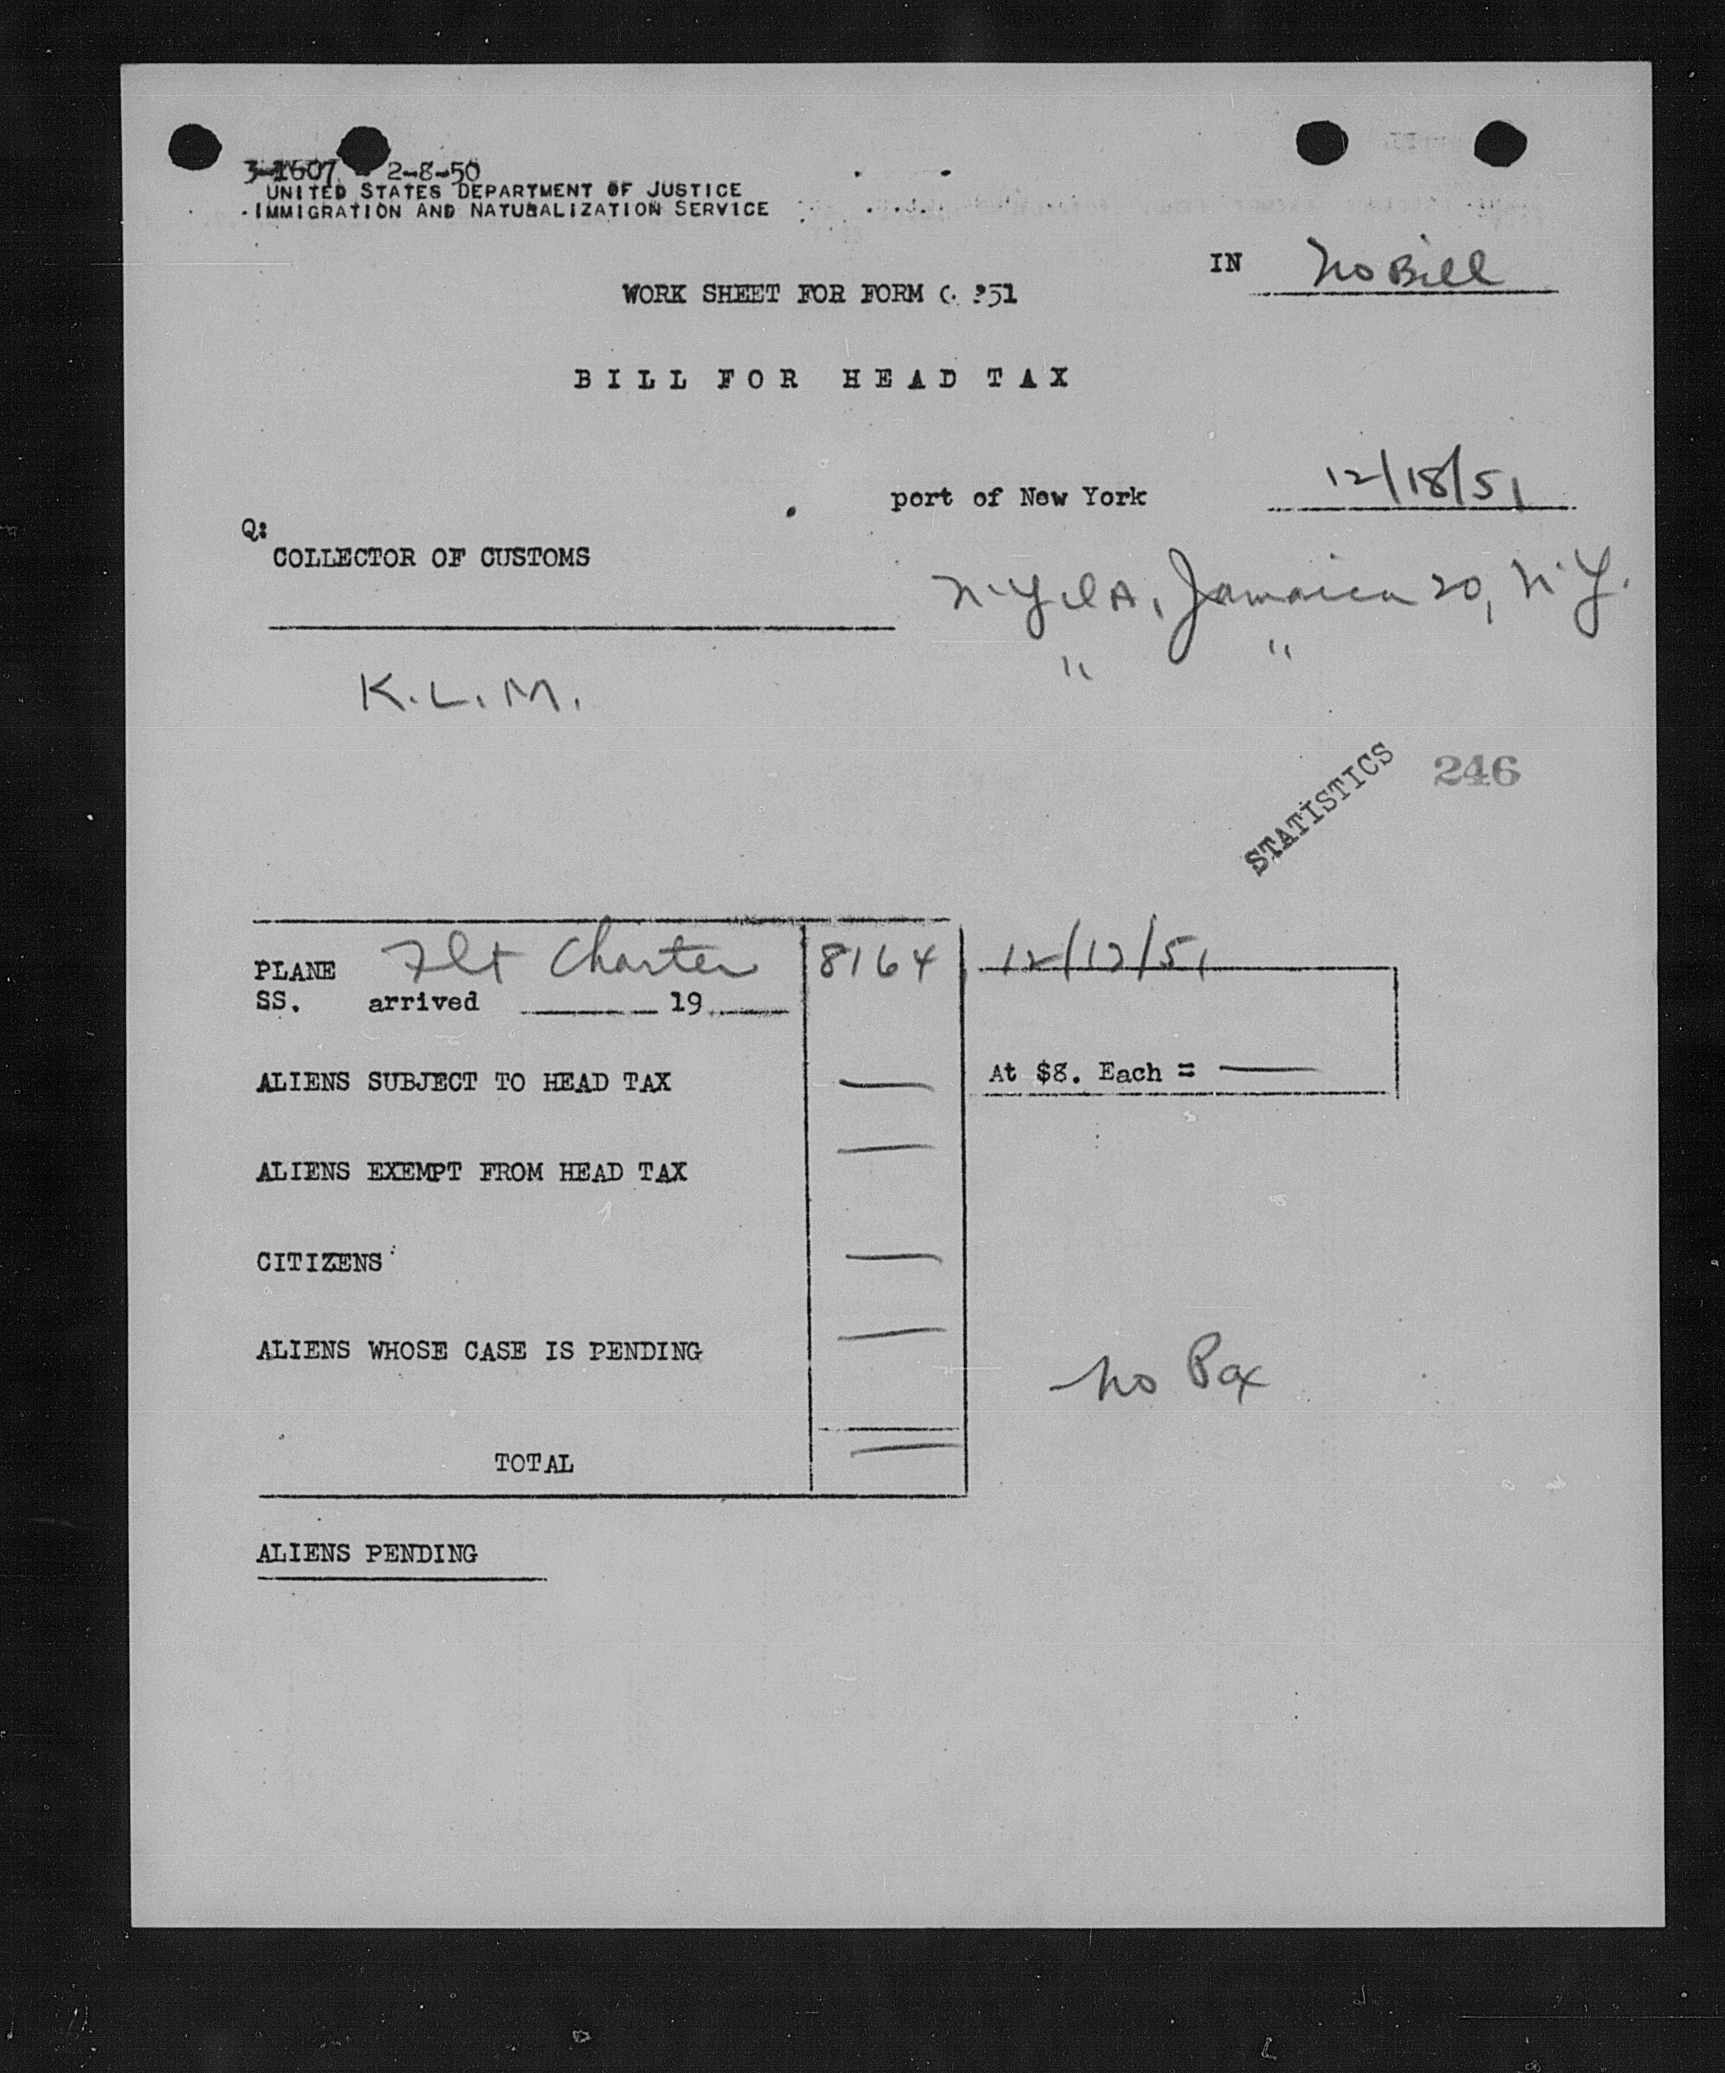 3-1607 - 2-8-50
UNITED STATES DEPARTMENT OF JUSTICE
IMMIGRATION AND NATURALIZATION SERVICE
IN No Bill
WORK SHEET FOR FORM 351
BILL FOR HEAD TAX
port of New York 12/18/51
Q:
COLLECTOR OF CUSTOMS
N.Y.I.A, Jamaica 20, N.Y.
" "
K.L.M.
STATISTICS 246
PLANE Flt Charter 8164 12/17/51
SS. arrived 19
ALIENS SUBJECT TO HEAD TAX — At $8. Each = —
ALIENS EXEMPT FROM HEAD TAX —
CITIZENS —
ALIENS WHOSE CASE IS PENDING —
No Pax
TOTAL —
ALIENS PENDING